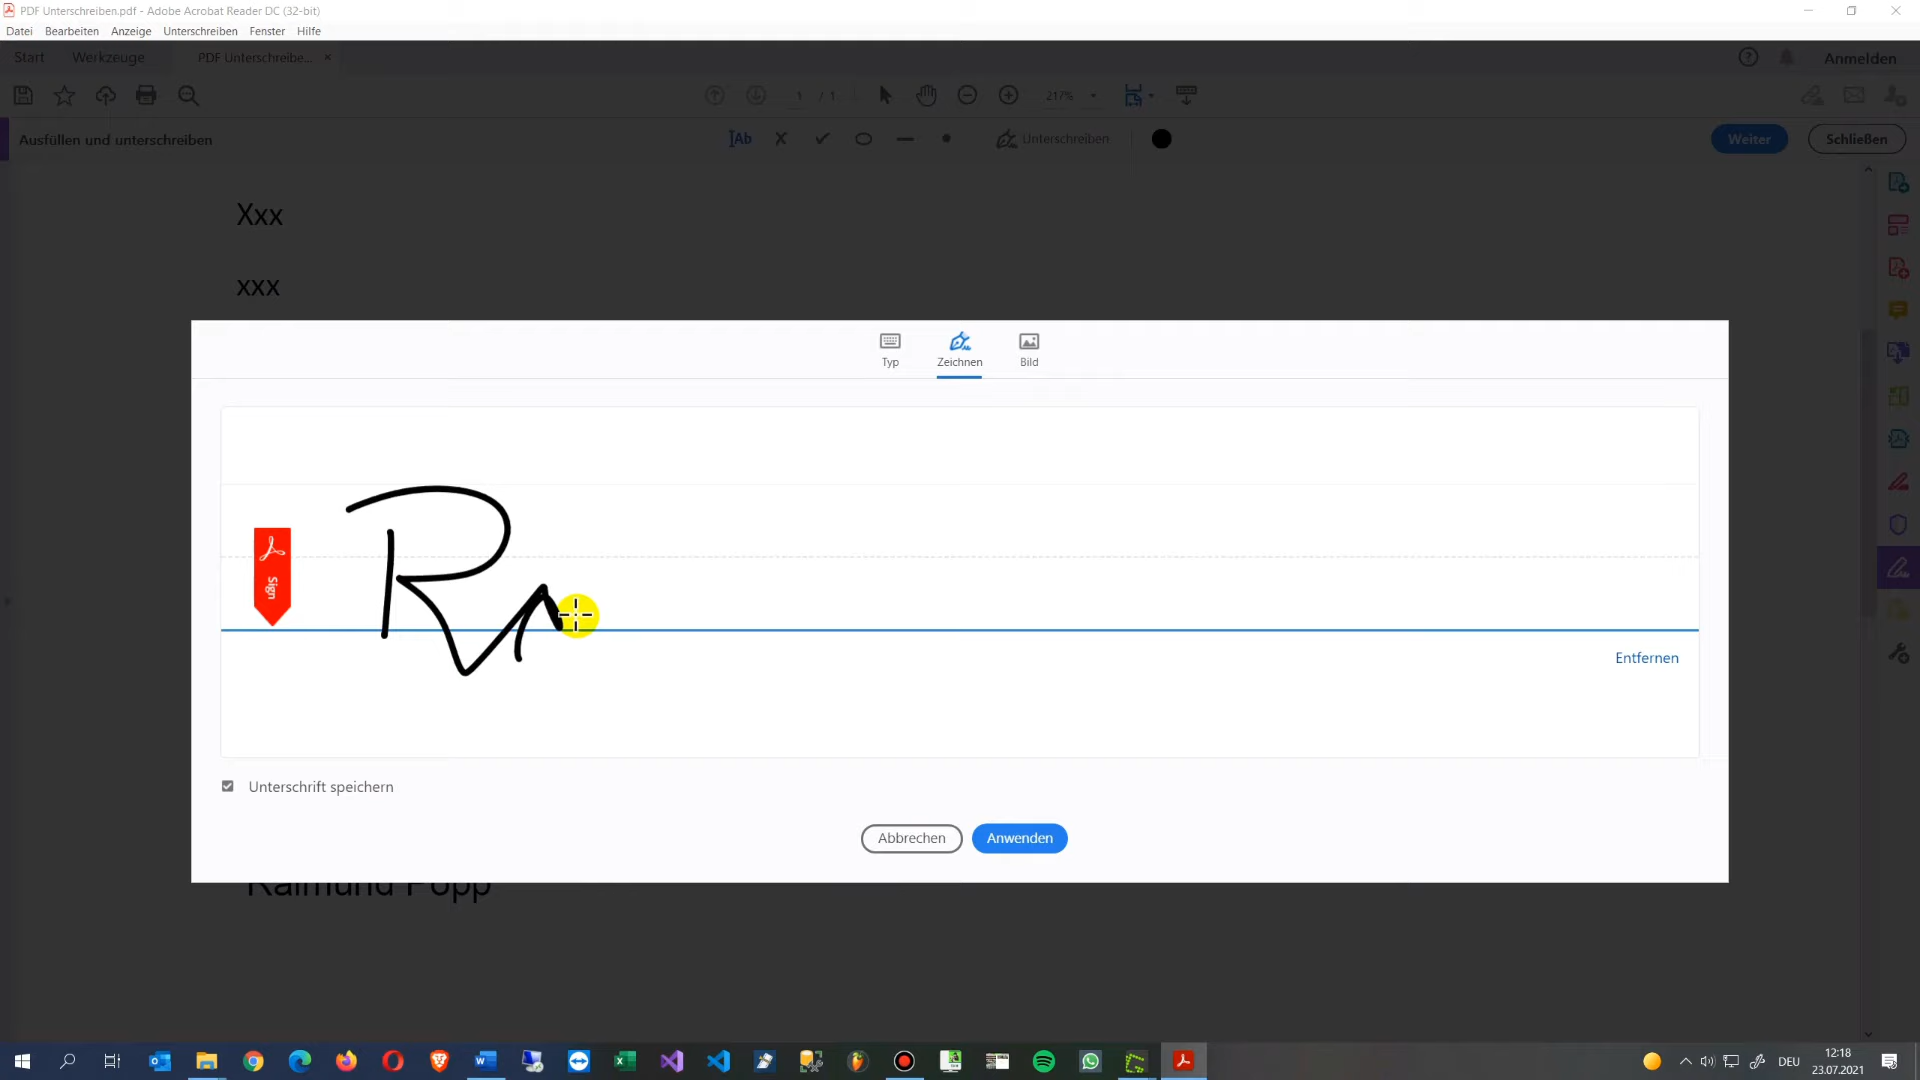 PDF Unterschreiben.pdf - Adobe Acrobat Reader DC (32-bit)
Datei Bearbeiten Anzeige Unterschreiben Fenster Hilfe
Start Werkzeuge PDF Unterschreibe... × Anmelden
1 / 1 217%
Ausfüllen und unterschreiben Ab Unterschreiben Weiter Schließen
Xxx
xxx
Typ Zeichnen Bild
Sign
Entfernen
Unterschrift speichern
Abbrechen Anwenden
Raimund Popp
DEU 12:18
23.07.2021